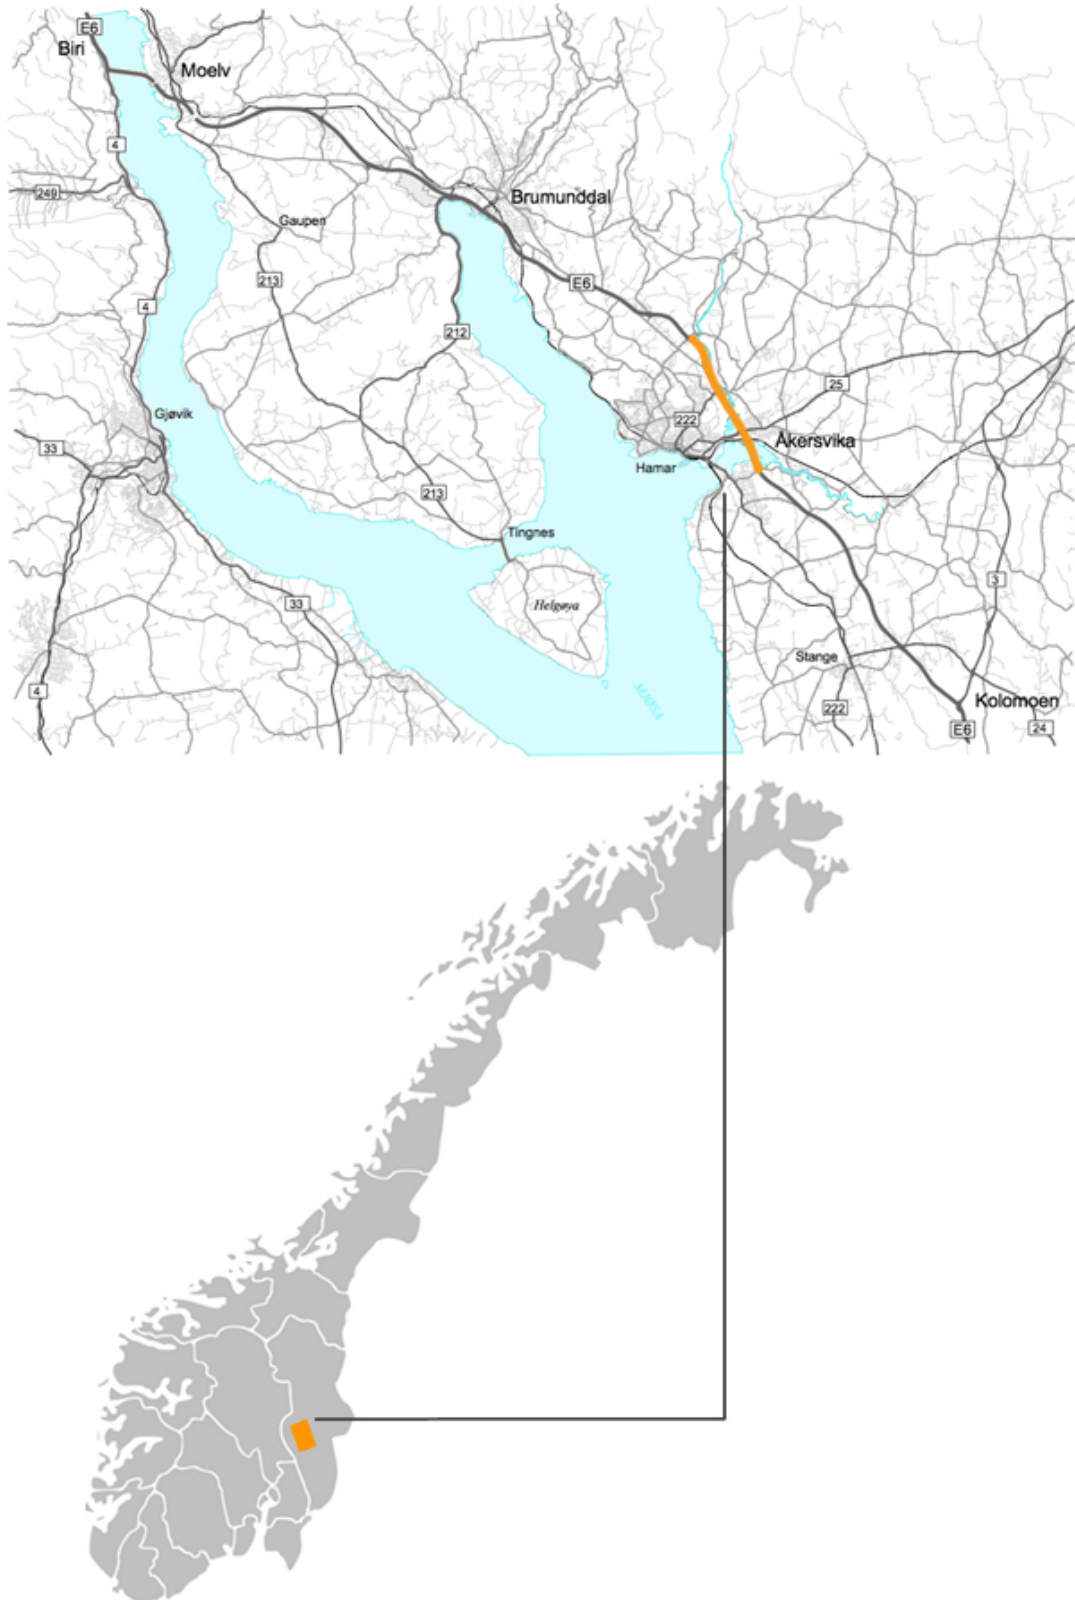 E6
Biri
Moelv
4
249
Brumunddal
Gaupen
213
E6
4
212
25
Gjøvik
222
Åkersvika
33
Hamar
213
Tingnes
3
33
Helgøya
Stange
4
MJØSA
Kolomoen
222
E6
24